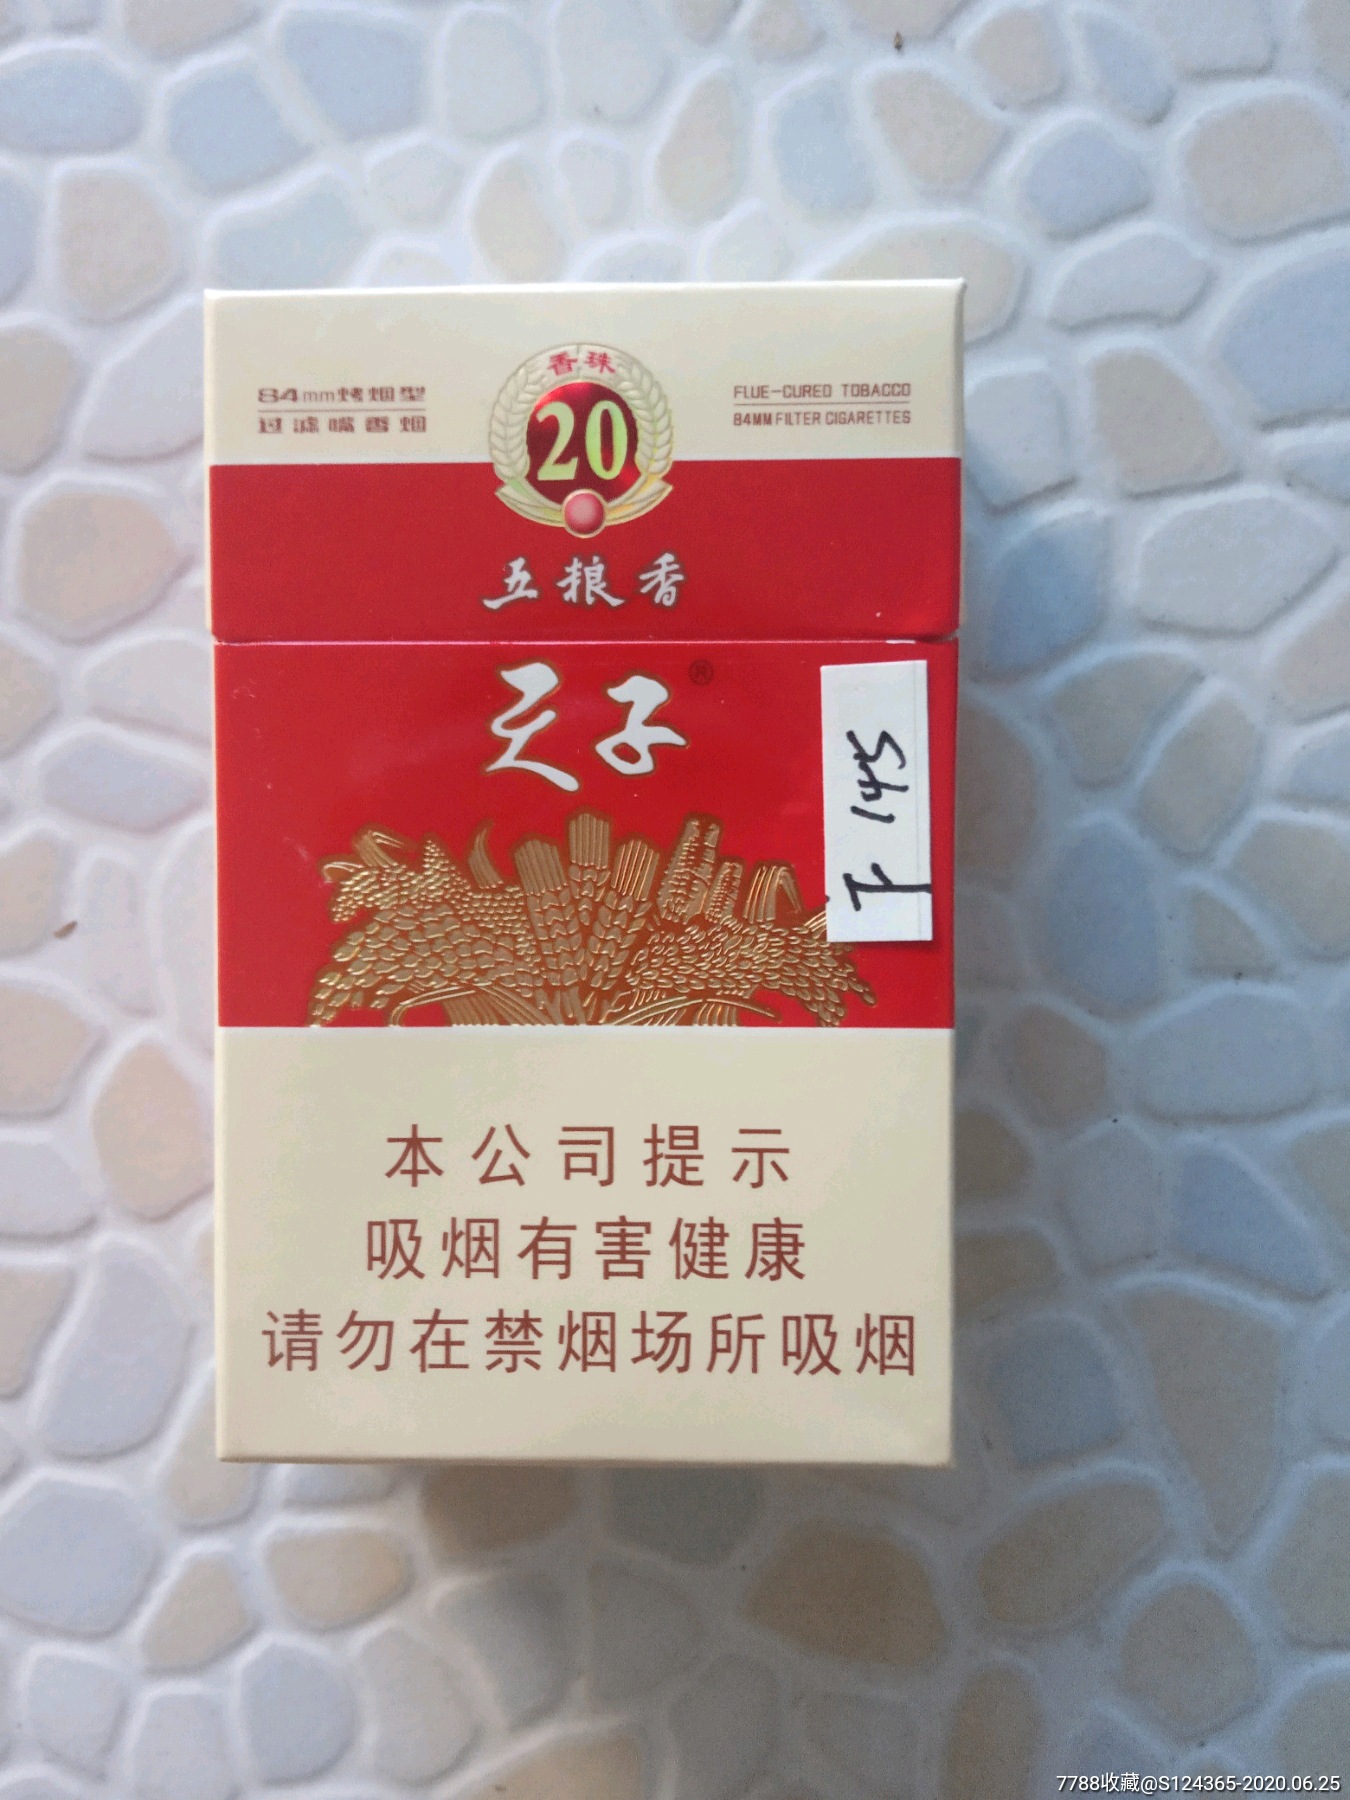 香珠
20
84mm烤烟型
过滤嘴香烟
FLUE-CURED TOBACCO
84MM FILTER CIGARETTES
五粮香
天子®
145
本公司提示
吸烟有害健康
请勿在禁烟场所吸烟
7788收藏@S124365-2020.06.25